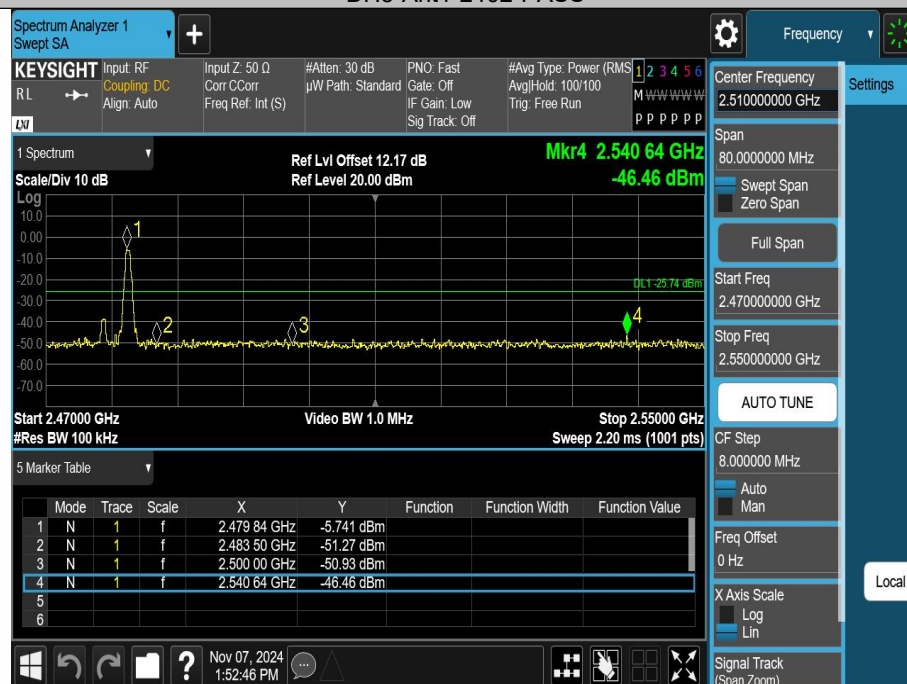 Spectrum Analyzer 1
Swept SA
+
Frequency
KEYSIGHT
RL
LXI
Input: RF
Coupling: DC
Align: Auto
Input Z: 50 Ω
Corr CCorr
Freq Ref: Int (S)
#Atten: 30 dB
µW Path: Standard
PNO: Fast
Gate: Off
IF Gain: Low
Sig Track: Off
#Avg Type: Power (RMS
Avg|Hold: 100/100
Trig: Free Run
1 2 3 4 5 6
M W W W W W
P P P P P P
1 Spectrum
Scale/Div 10 dB
Ref Lvl Offset 12.17 dB
Ref Level 20.00 dBm
Mkr4 2.540 64 GHz
-46.46 dBm
Log
10.0
0.00
-10.0
-20.0
-30.0
-40.0
-50.0
-60.0
-70.0
1
2
3
4
DL1 -25.74 dBm
Start 2.47000 GHz
#Res BW 100 kHz
Video BW 1.0 MHz
Stop 2.55000 GHz
Sweep 2.20 ms (1001 pts)
5 Marker Table
Mode Trace Scale X Y Function Function Width Function Value
1 N 1 f 2.479 84 GHz -5.741 dBm
2 N 1 f 2.483 50 GHz -51.27 dBm
3 N 1 f 2.500 00 GHz -50.93 dBm
4 N 1 f 2.540 64 GHz -46.46 dBm
5
6
?
Nov 07, 2024
1:52:46 PM
Center Frequency
2.510000000 GHz
Span
80.0000000 MHz
Swept Span
Zero Span
Full Span
Start Freq
2.470000000 GHz
Stop Freq
2.550000000 GHz
AUTO TUNE
CF Step
8.000000 MHz
Auto
Man
Freq Offset
0 Hz
X Axis Scale
Log
Lin
Signal Track
(Span Zoom)
Settings
Local